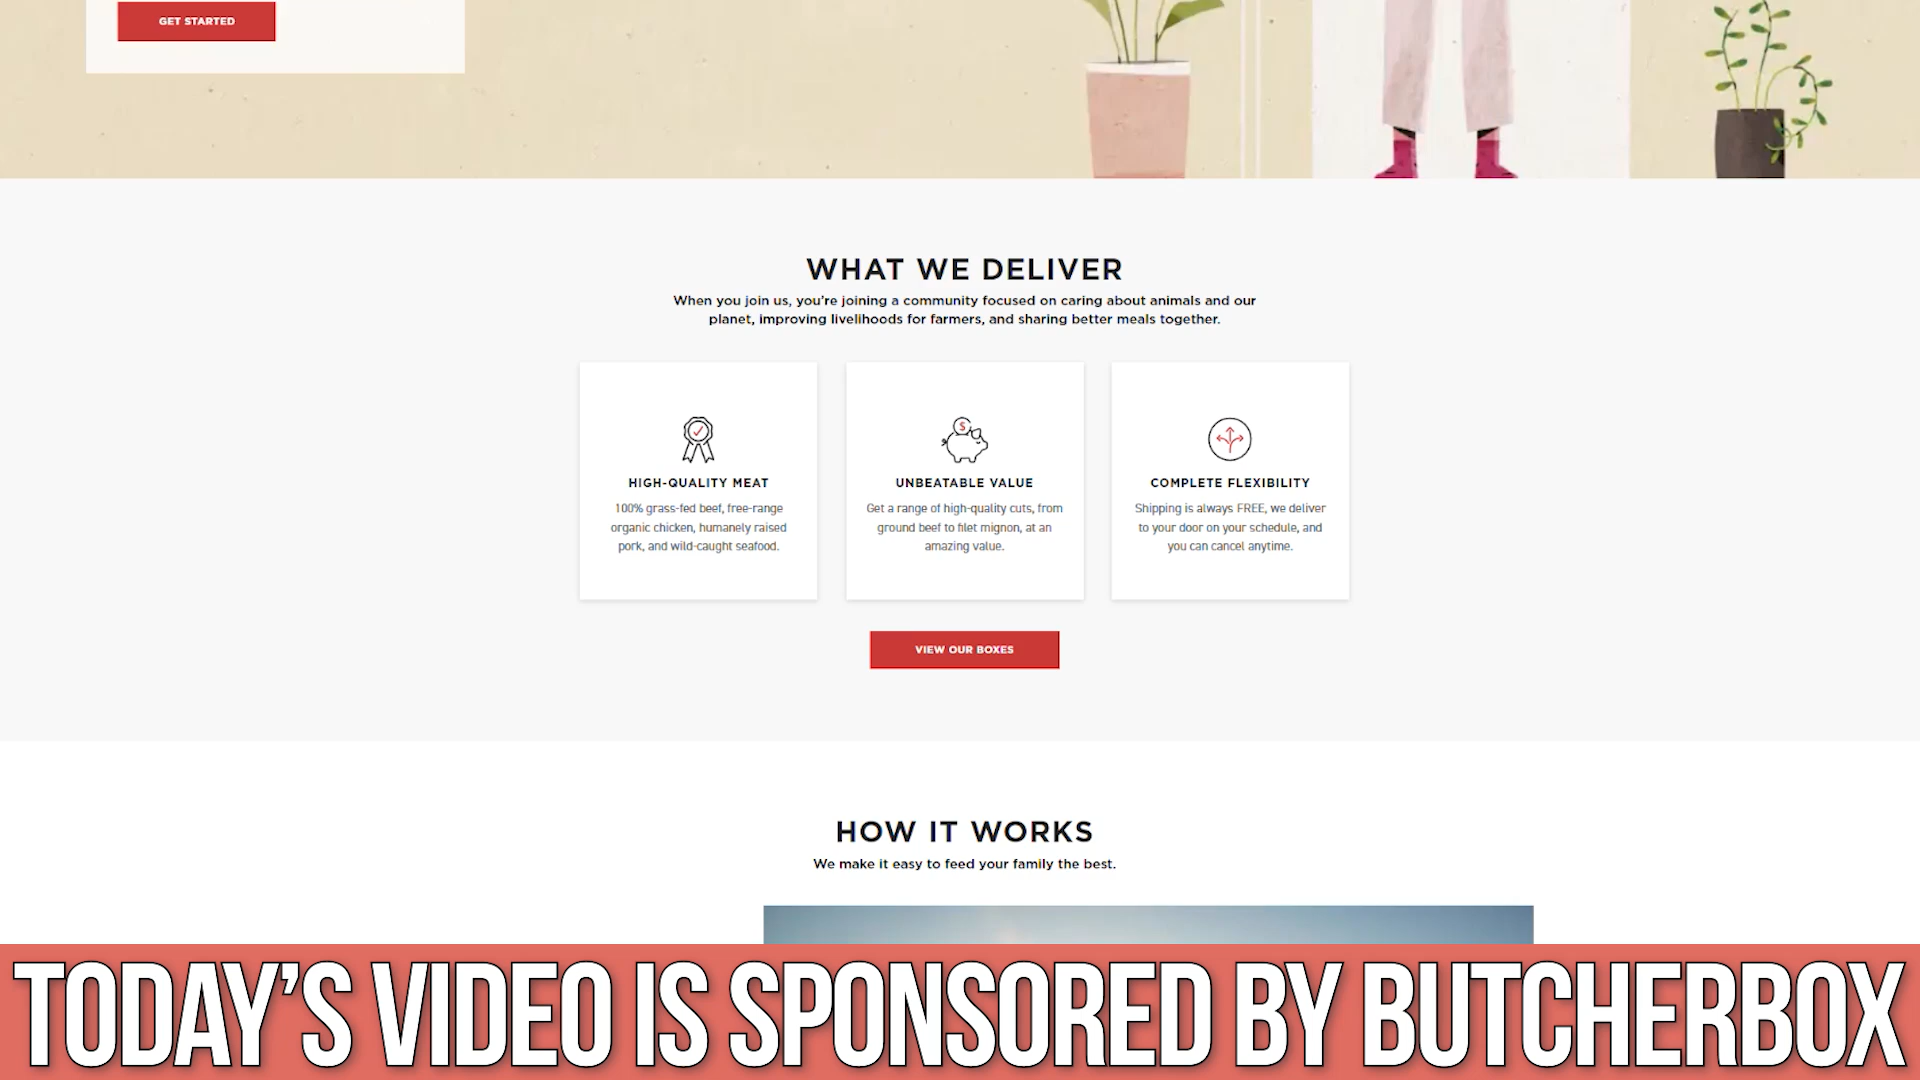 GET STARTED
WHAT WE DELIVER
When you join us, you're joining a community focused on caring about animals and our
planet, improving livelihoods for farmers, and sharing better meals together.
HIGH-QUALITY MEAT
100% grass-fed beef, free-range
organic chicken, humanely raised
pork, and wild-caught seafood.
$
UNBEATABLE VALUE
Get a range of high-quality cuts, from
ground beef to filet mignon, at an
amazing value.
COMPLETE FLEXIBILITY
Shipping is always FREE, we deliver
to your door on your schedule, and
you can cancel anytime.
VIEW OUR BOXES
HOW IT WORKS
We make it easy to feed your family the best.
TODAY'S VIDEO IS SPONSORED BY BUTCHERBOX